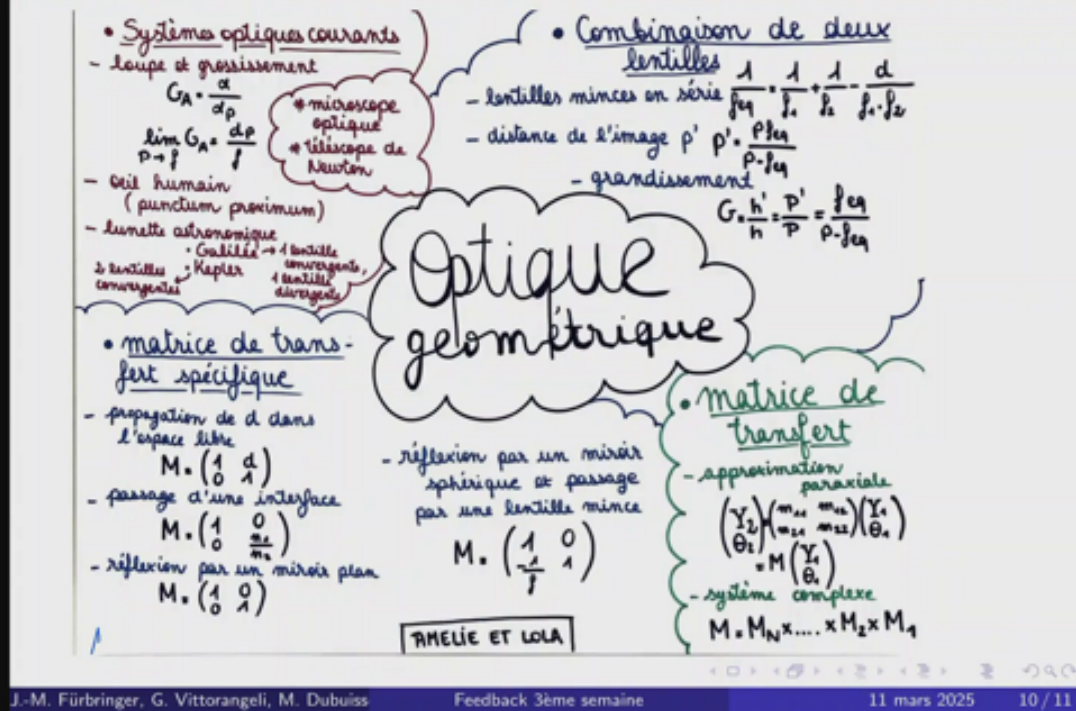 • Systèmes optiques courants
- loupe et grossissement
G_A = α / d_p
lim G_A = d_p / f
p → f
* microscope
optique
* télescope de
Newton
- œil humain
(punctum proximum)
- lunette astronomique
• Galilée → 1 lentille
convergente,
1 lentille
divergente
• Kepler
2 lentilles
convergentes
• Combinaison de deux
lentilles
- lentilles minces en série 1/f_eq = 1/f_1 + 1/f_2 - d/(f_1·f_2)
- distance de l'image p' p' = p f_eq / (p - f_eq)
- grandissement
G = h'/h = p'/p = f_eq / (p - f_eq)
Optique
géométrique
• matrice de trans-
fert spécifique
- propagation de d dans
l'espace libre
M = (1 d
0 1)
- passage d'une interface
M = (1 0
0 n_1/n_2)
- réflexion par un miroir plan
M = (1 0
0 1)
- réflexion par un miroir
sphérique et passage
par une lentille mince
M = (1 0
-1/f 1)
• matrice de
transfert
- approximation
paraxiale
(Y_2 θ_2) = (m_11 m_12 m_21 m_22)(Y_1 θ_1)
= M (Y_1 θ_1)
- système complexe
M = M_N × .... × M_2 × M_1
AMELIE ET LOLA
J.-M. Fürbringer, G. Vittorangeli, M. Dubuiss
Feedback 3ème semaine
11 mars 2025
10 / 11